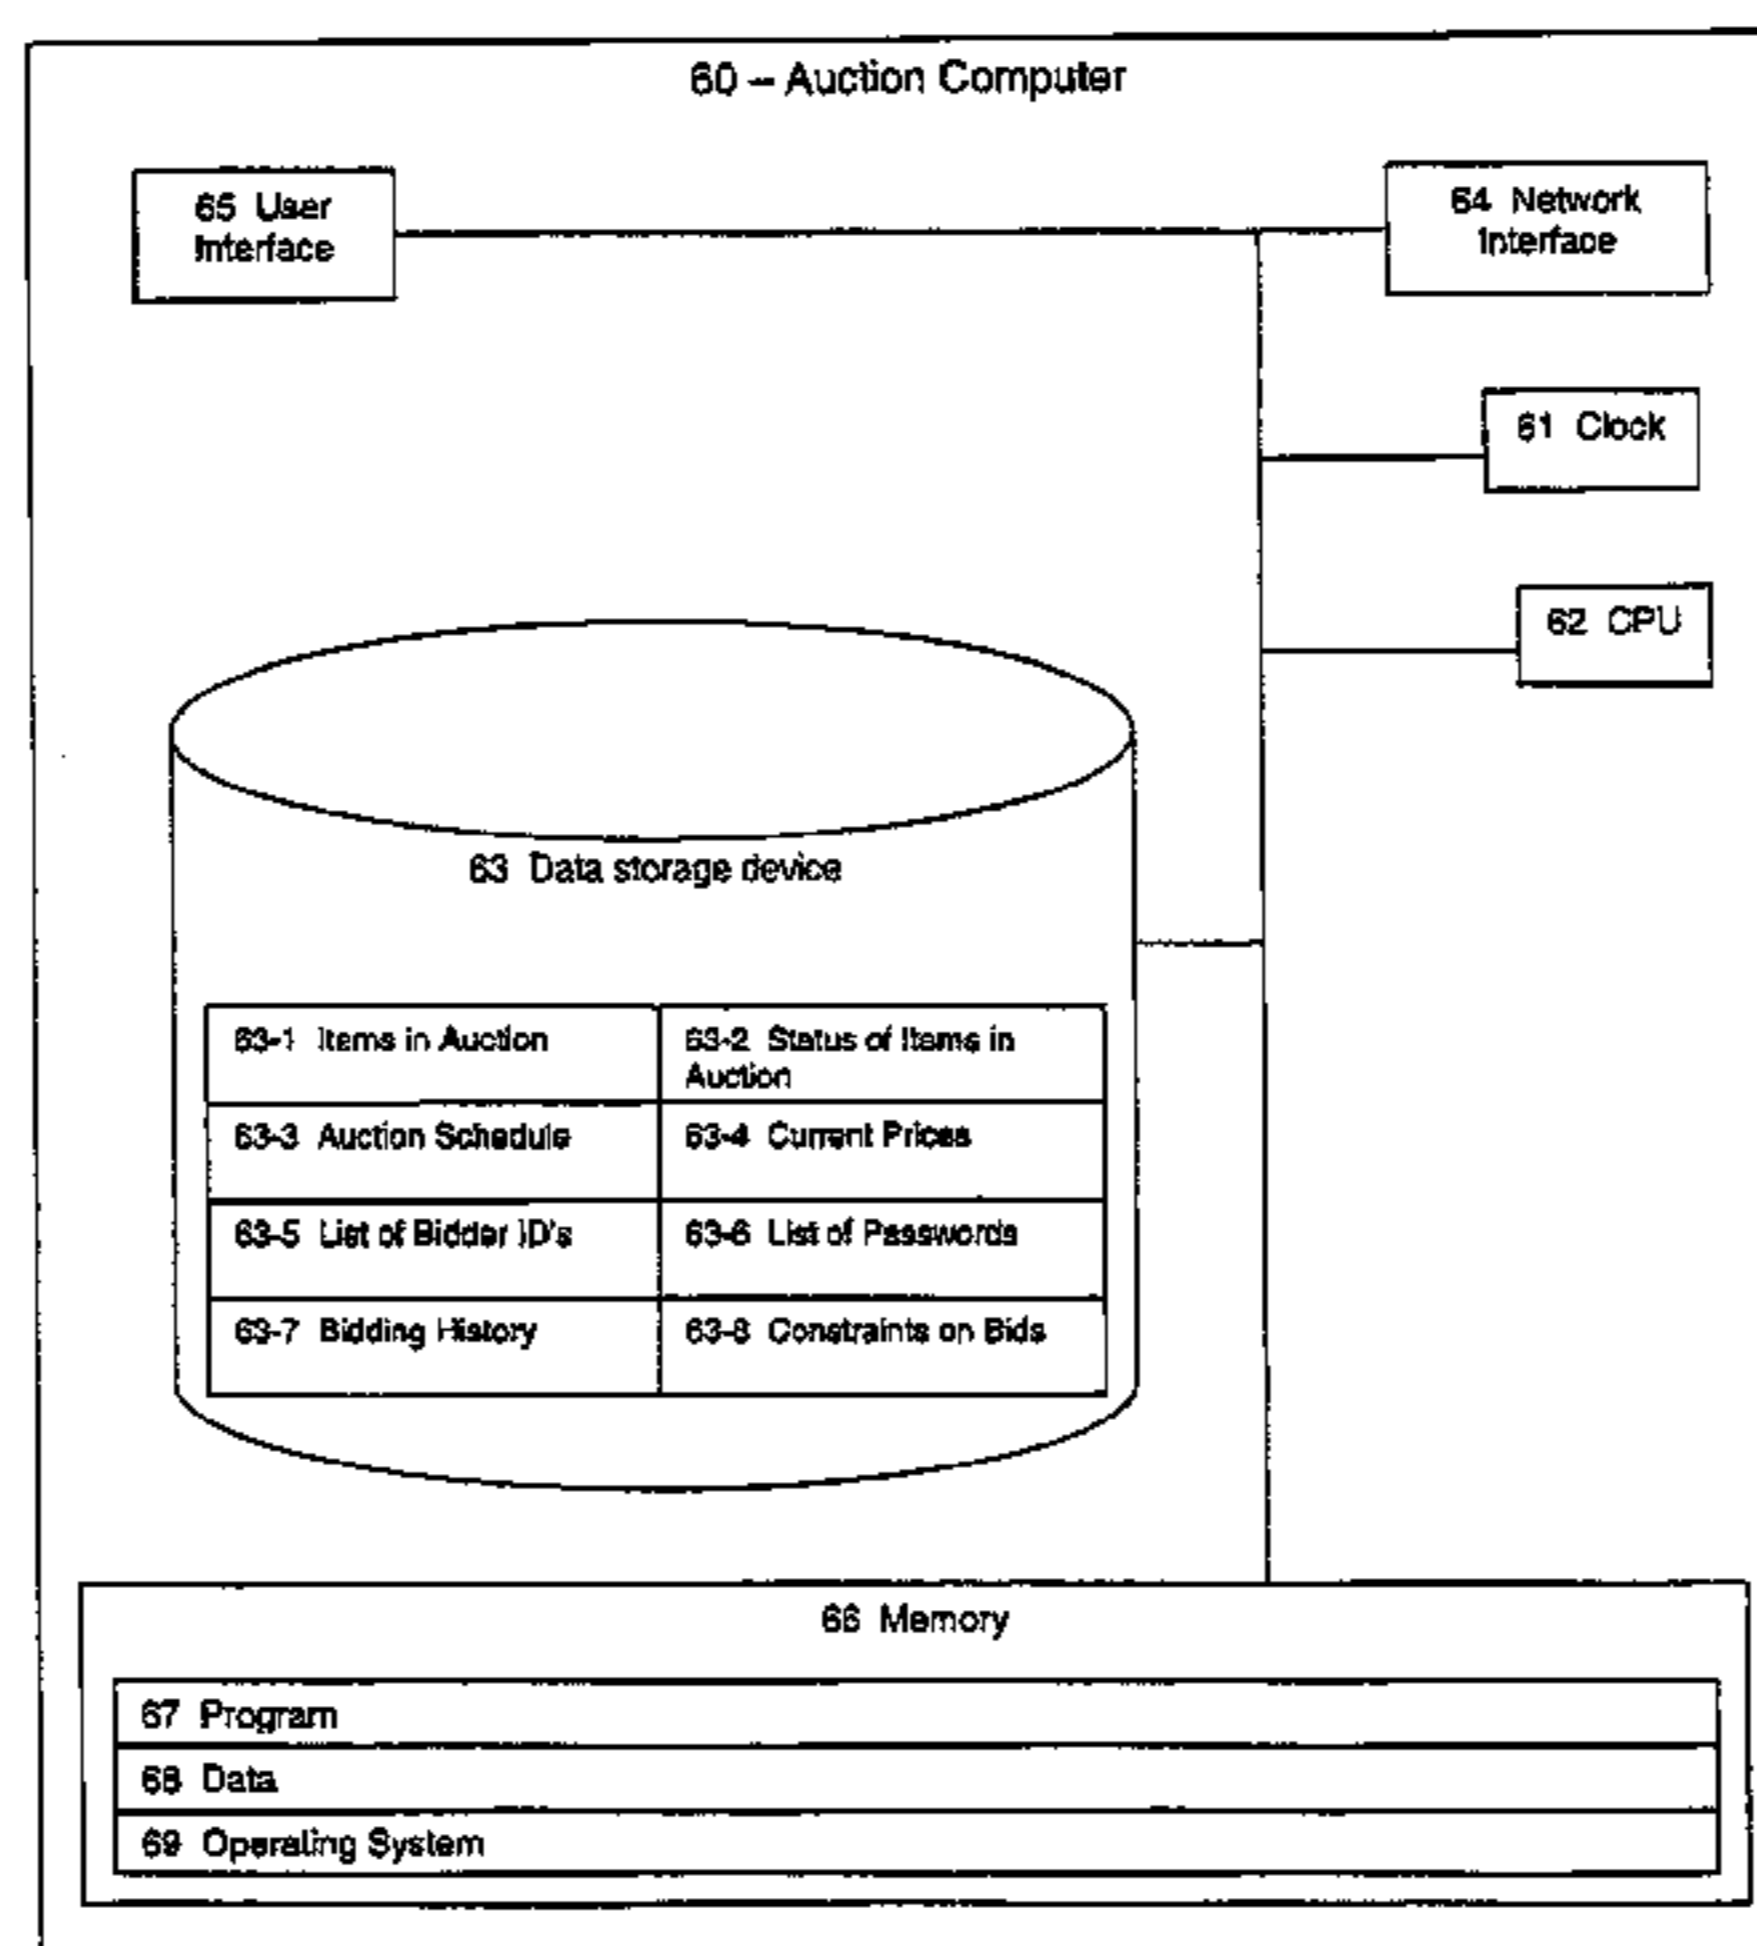 60 – Auction Computer
65 User
Interface
64 Network
Interface
61 Clock
62 CPU
63 Data storage device
63-1 Items in Auction
63-2 Status of Items in
Auction
63-3 Auction Schedule
63-4 Current Prices
63-5 List of Bidder ID's
63-6 List of Passwords
63-7 Bidding History
63-8 Constraints on Bids
66 Memory
67 Program
68 Data
69 Operating System